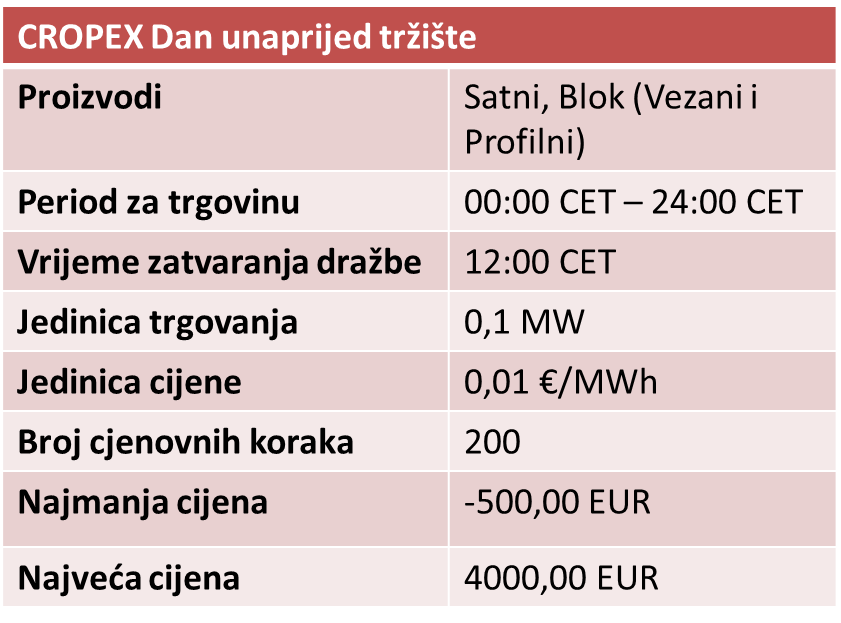 CROPEX Dan unaprijed tržište
Proizvodi
Satni, Blok (Vezani i
Profilni)
Period za trgovinu
00:00 CET – 24:00 CET
Vrijeme zatvaranja dražbe
12:00 CET
Jedinica trgovanja
0,1 MW
Jedinica cijene
0,01 €/MWh
Broj cjenovnih koraka
200
Najmanja cijena
-500,00 EUR
Najveća cijena
4000,00 EUR